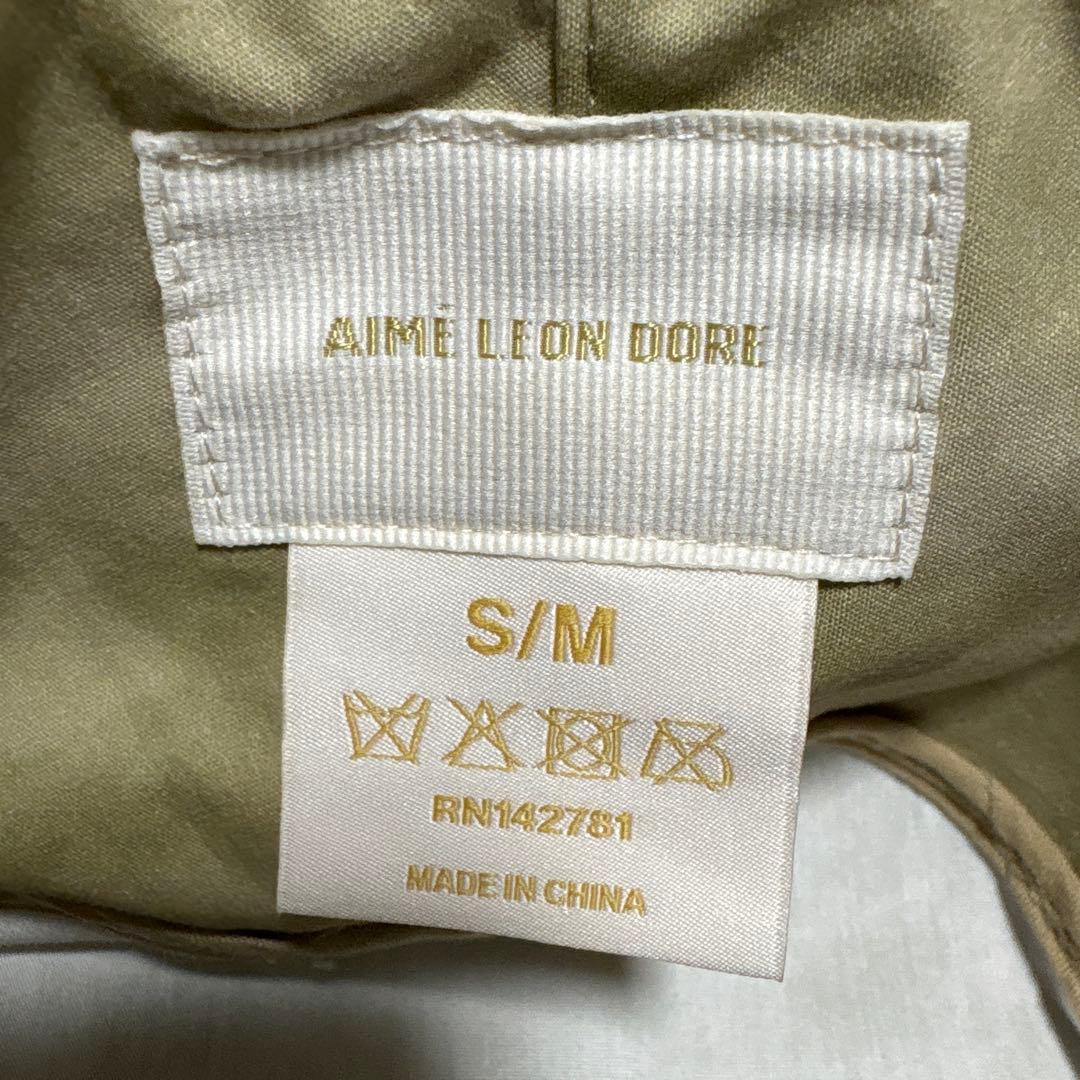 AIMÉ LEON DORE
S/M
RN142781
MADE IN CHINA